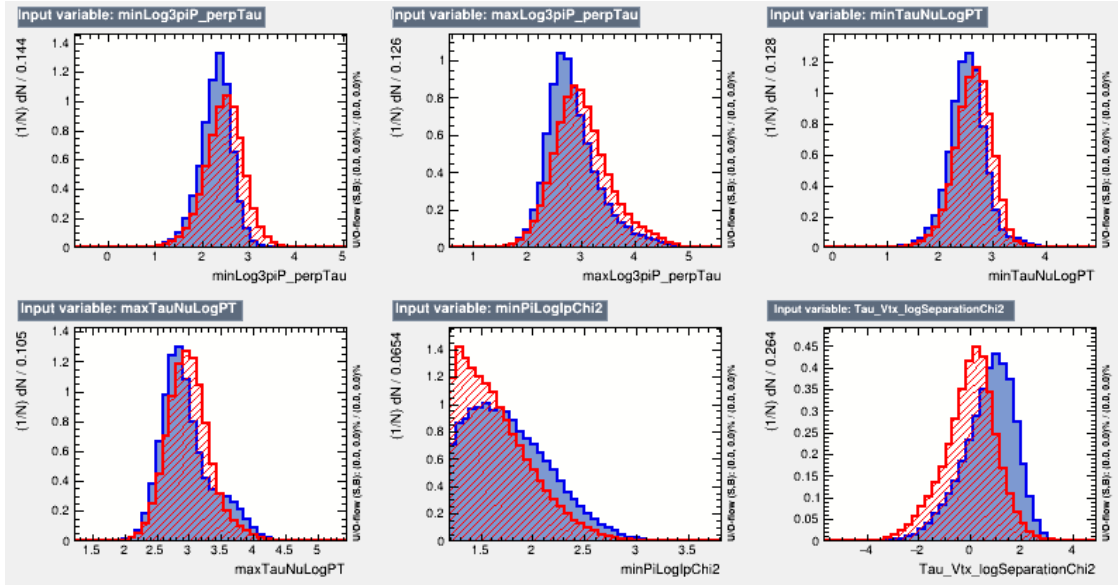 Input variable: minLog3piP_perpTau
(1/N) dN / 0.144
1.4
1.2
1
0.8
0.6
0.4
0.2
0
0 1 2 3 4 5
minLog3piP_perpTau
U/O-flow (S,B): (0.0, 0.0)% / (0.0, 0.0)%
Input variable: maxLog3piP_perpTau
(1/N) dN / 0.126
1
0.8
0.6
0.4
0.2
0
1 2 3 4 5
maxLog3piP_perpTau
U/O-flow (S,B): (0.0, 0.0)% / (0.0, 0.0)%
Input variable: minTauNuLogPT
(1/N) dN / 0.128
1.2
1
0.8
0.6
0.4
0.2
0
0 1 2 3 4 5
minTauNuLogPT
U/O-flow (S,B): (0.0, 0.0)% / (0.0, 0.0)%
Input variable: maxTauNuLogPT
(1/N) dN / 0.105
1.4
1.2
1
0.8
0.6
0.4
0.2
0
1.5 2 2.5 3 3.5 4 4.5 5
maxTauNuLogPT
U/O-flow (S,B): (0.0, 0.0)% / (0.0, 0.0)%
Input variable: minPiLogIpChi2
(1/N) dN / 0.0654
1.4
1.2
1
0.8
0.6
0.4
0.2
0
1.5 2 2.5 3 3.5
minPiLogIpChi2
U/O-flow (S,B): (0.0, 0.0)% / (0.0, 0.0)%
Input variable: Tau_Vtx_logSeparationChi2
(1/N) dN / 0.264
0.45
0.4
0.35
0.3
0.25
0.2
0.15
0.1
0.05
0
−4 −2 0 2 4
Tau_Vtx_logSeparationChi2
U/O-flow (S,B): (0.0, 0.0)% / (0.0, 0.0)%